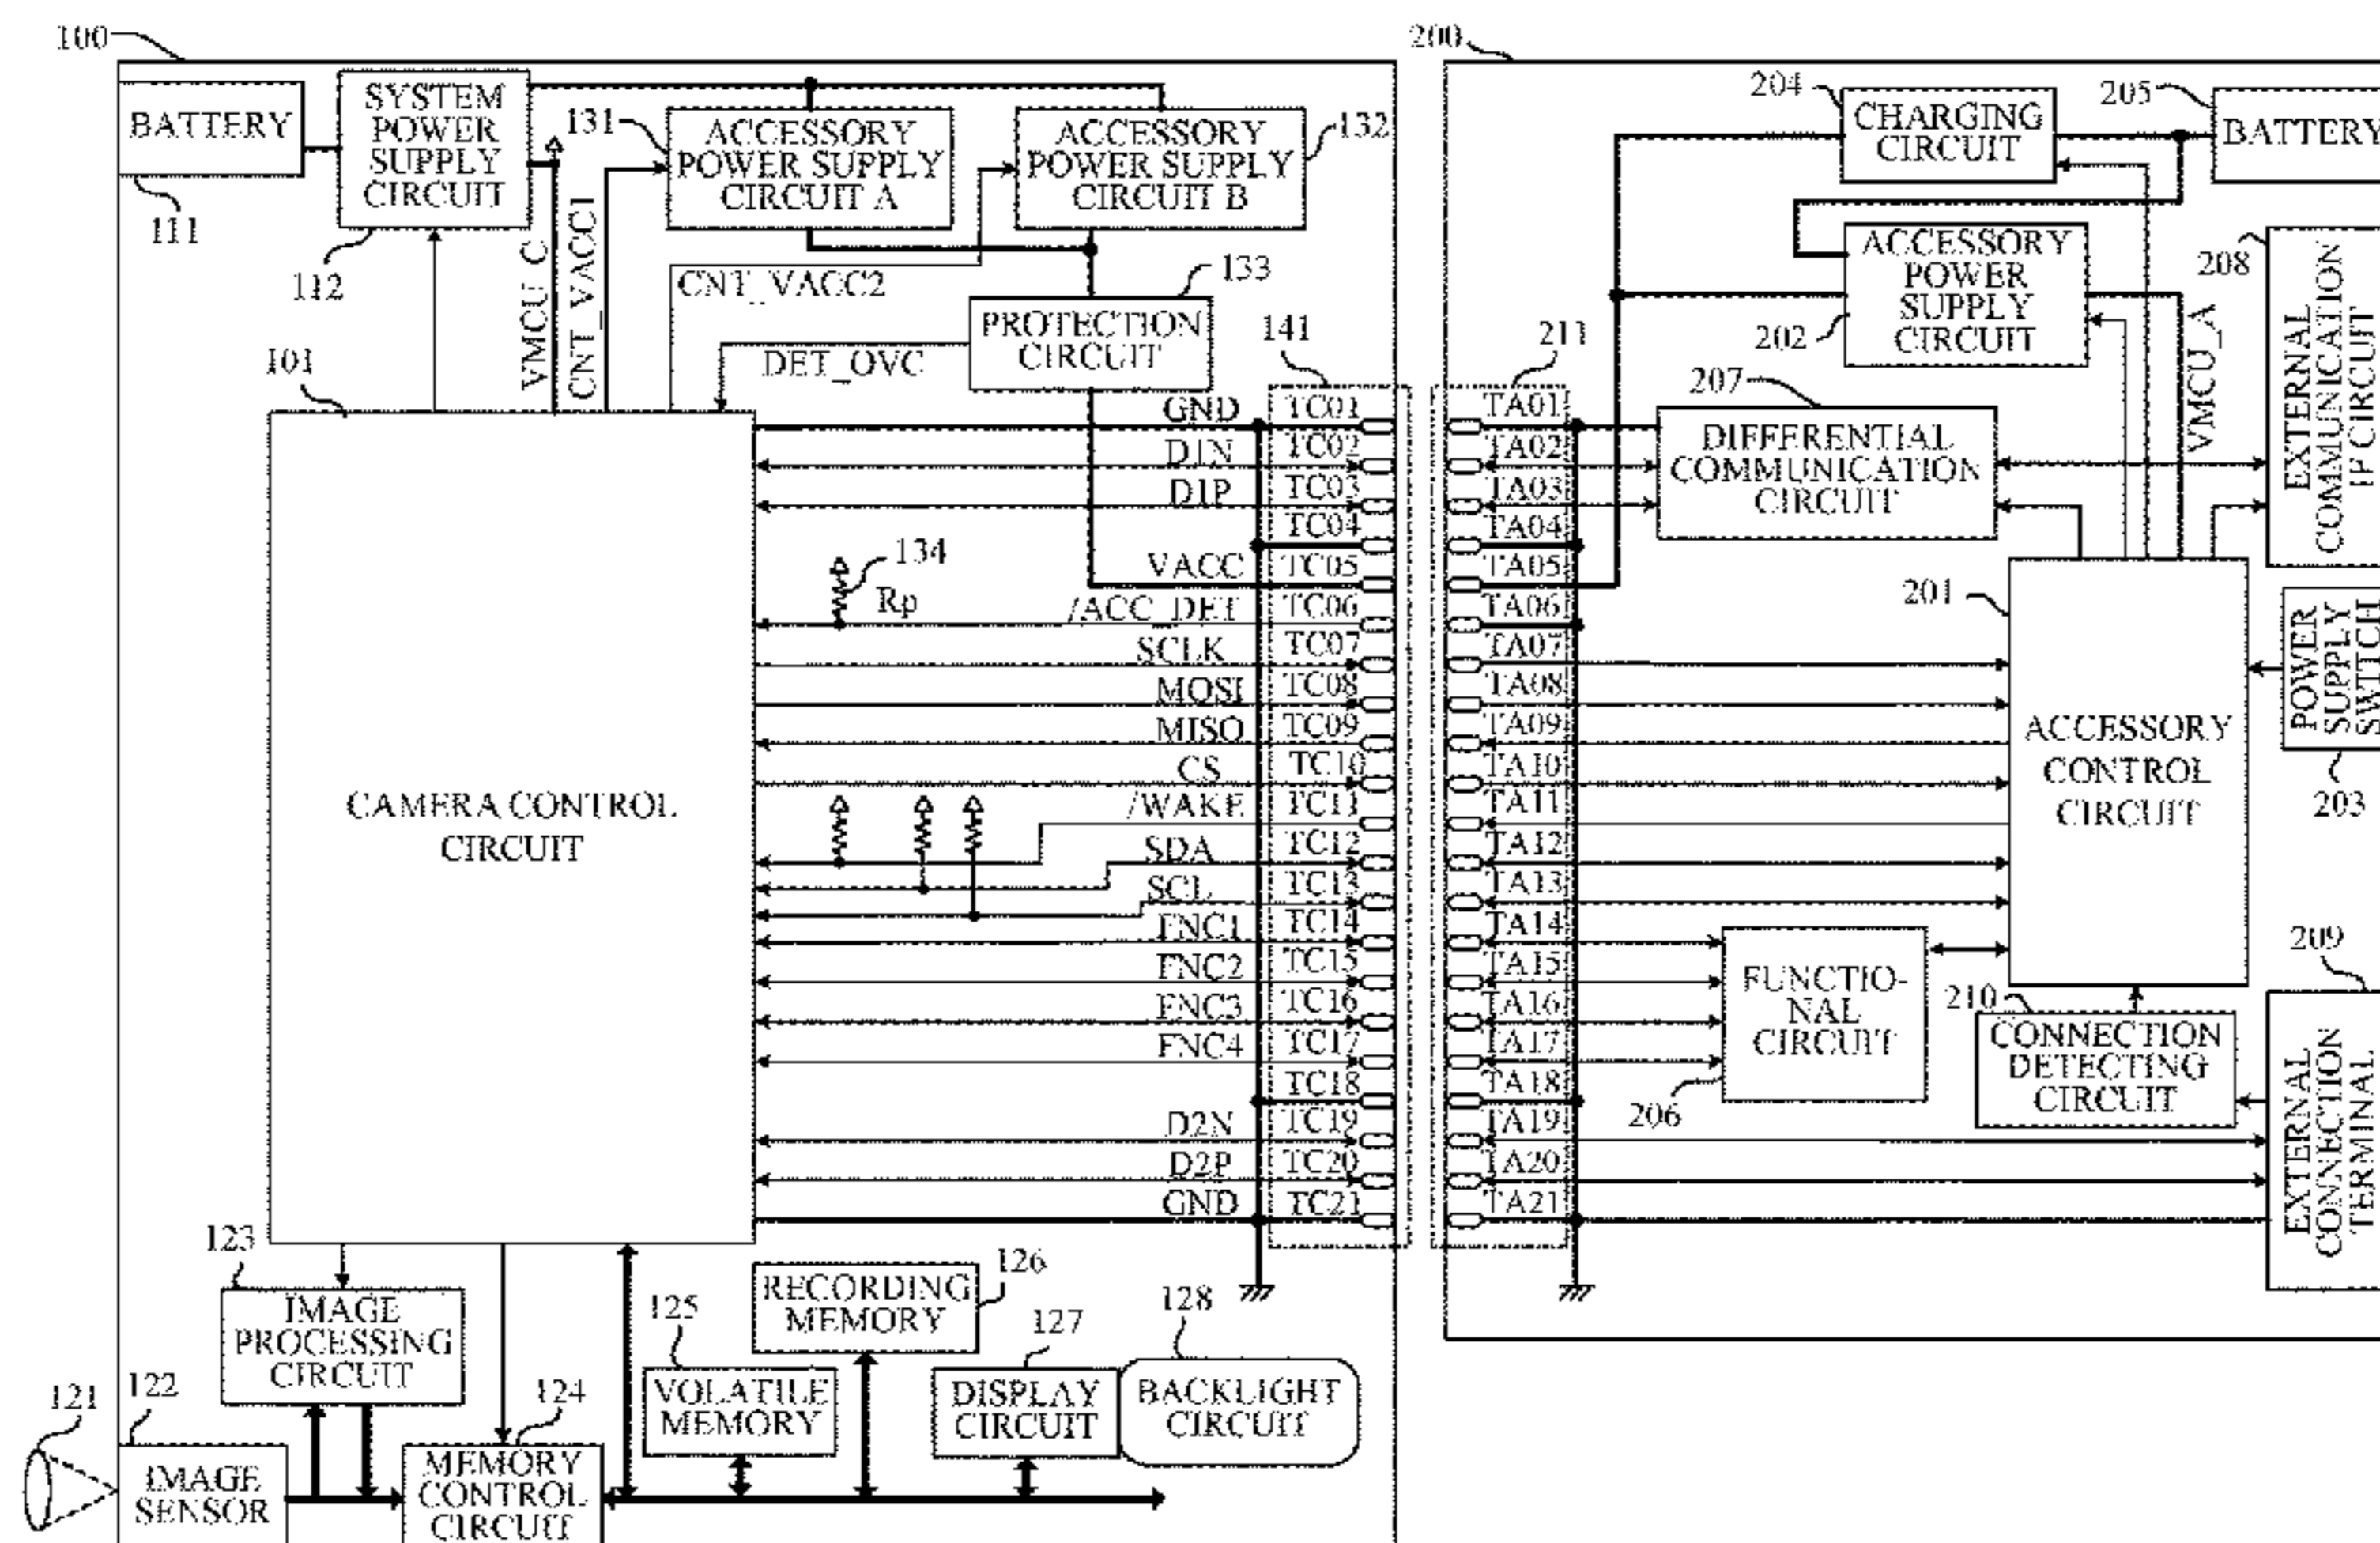 100
200
BATTERY
111
SYSTEM
POWER
SUPPLY
CIRCUIT
112
131
ACCESSORY
POWER SUPPLY
CIRCUIT A
ACCESSORY
POWER SUPPLY
CIRCUIT B
132
VMCU_C
CNT_VACC1
CNT_VACC2
PROTECTION
CIRCUIT
133
DET_OVC
101
CAMERA CONTROL
CIRCUIT
134
Rp
141
211
GND TC01 TA01
D1N TC02 TA02
D1P TC03 TA03
TC04 TA04
VACC TC05 TA05
/ACC_DET TC06 TA06
SCLK TC07 TA07
MOSI TC08 TA08
MISO TC09 TA09
CS TC10 TA10
/WAKE TC11 TA11
SDA TC12 TA12
SCL TC13 TA13
FNC1 TC14 TA14
FNC2 TC15 TA15
FNC3 TC16 TA16
FNC4 TC17 TA17
TC18 TA18
D2N TC19 TA19
D2P TC20 TA20
GND TC21 TA21
204
CHARGING
CIRCUIT
205
BATTERY
ACCESSORY
POWER
SUPPLY
CIRCUIT
202
VMCU_A
208
EXTERNAL
COMMUNICATION
IF CIRCUIT
207
DIFFERENTIAL
COMMUNICATION
CIRCUIT
201
ACCESSORY
CONTROL
CIRCUIT
POWER
SUPPLY
SWITCH
203
FUNCTIO-
NAL
CIRCUIT
206
210
CONNECTION
DETECTING
CIRCUIT
209
EXTERNAL
CONNECTION
TERMINAL
123
IMAGE
PROCESSING
CIRCUIT
121
122
IMAGE
SENSOR
124
MEMORY
CONTROL
CIRCUIT
125
VOLATILE
MEMORY
RECORDING
MEMORY
126
127
DISPLAY
CIRCUIT
128
BACKLIGHT
CIRCUIT